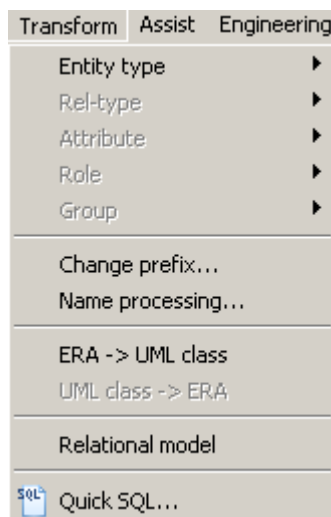 Transform Assist Engineering
Entity type
Rel-type
Attribute
Role
Group
Change prefix...
Name processing...
ERA -> UML class
UML class -> ERA
Relational model
SQL Quick SQL...